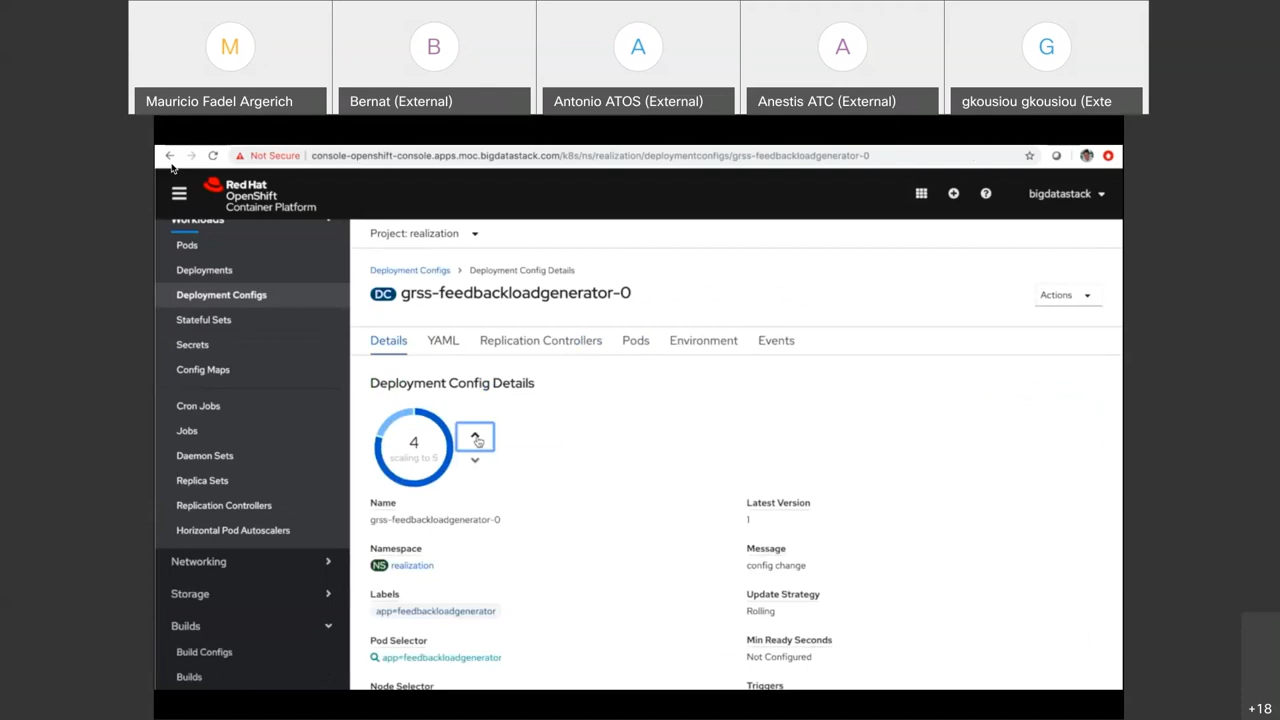 M
B
A
A
G
Mauricio Fadel Argerich
Bernat (External)
Antonio ATOS (External)
Anestis ATC (External)
gkousiou gkousiou (Exte
Not Secure
console-openshift-console.apps.moc.bigdatastack.com/k8s/ns/realization/deploymentconfigs/grss-feedbackloadgenerator-0
Red Hat
OpenShift
Container Platform
bigdatastack
Workloads
Pods
Deployments
Deployment Configs
Stateful Sets
Secrets
Config Maps
Cron Jobs
Jobs
Daemon Sets
Replica Sets
Replication Controllers
Horizontal Pod Autoscalers
Networking
Storage
Builds
Build Configs
Builds
Project: realization
Deployment Configs > Deployment Config Details
DC grss-feedbackloadgenerator-0
Actions
Details YAML Replication Controllers Pods Environment Events
Deployment Config Details
4
scaling to 5
Name
grss-feedbackloadgenerator-0
Namespace
NS realization
Labels
app=feedbackloadgenerator
Pod Selector
app=feedbackloadgenerator
Node Selector
Latest Version
1
Message
config change
Update Strategy
Rolling
Min Ready Seconds
Not Configured
Triggers
+18